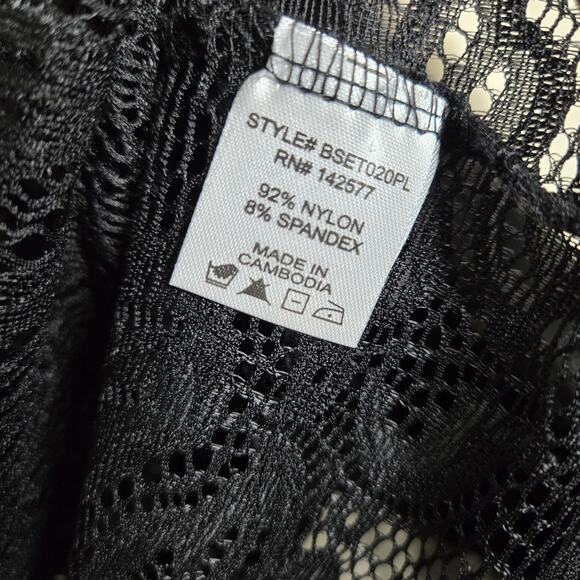 STYLE# BSET020PL
RN# 142577
92% NYLON
8% SPANDEX
MADE IN
CAMBODIA